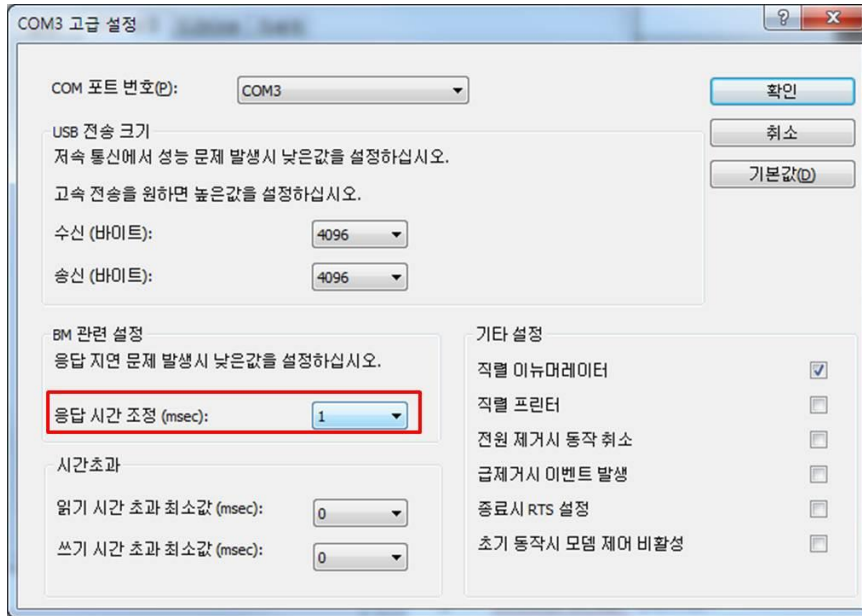 COM3 고급 설정
COM 포트 번호(P):
COM3
확인
취소
기본값(D)
USB 전송 크기
저속 통신에서 성능 문제 발생시 낮은값을 설정하십시오.
고속 전송을 원하면 높은값을 설정하십시오.
수신 (바이트):
4096
송신 (바이트):
4096
BM 관련 설정
응답 지연 문제 발생시 낮은값을 설정하십시오.
응답 시간 조정 (msec):
1
시간초과
읽기 시간 초과 최소값 (msec):
0
쓰기 시간 초과 최소값 (msec):
0
기타 설정
직렬 이뉴머레이터
직렬 프린터
전원 제거시 동작 취소
급제거시 이벤트 발생
종료시 RTS 설정
초기 동작시 모뎀 제어 비활성